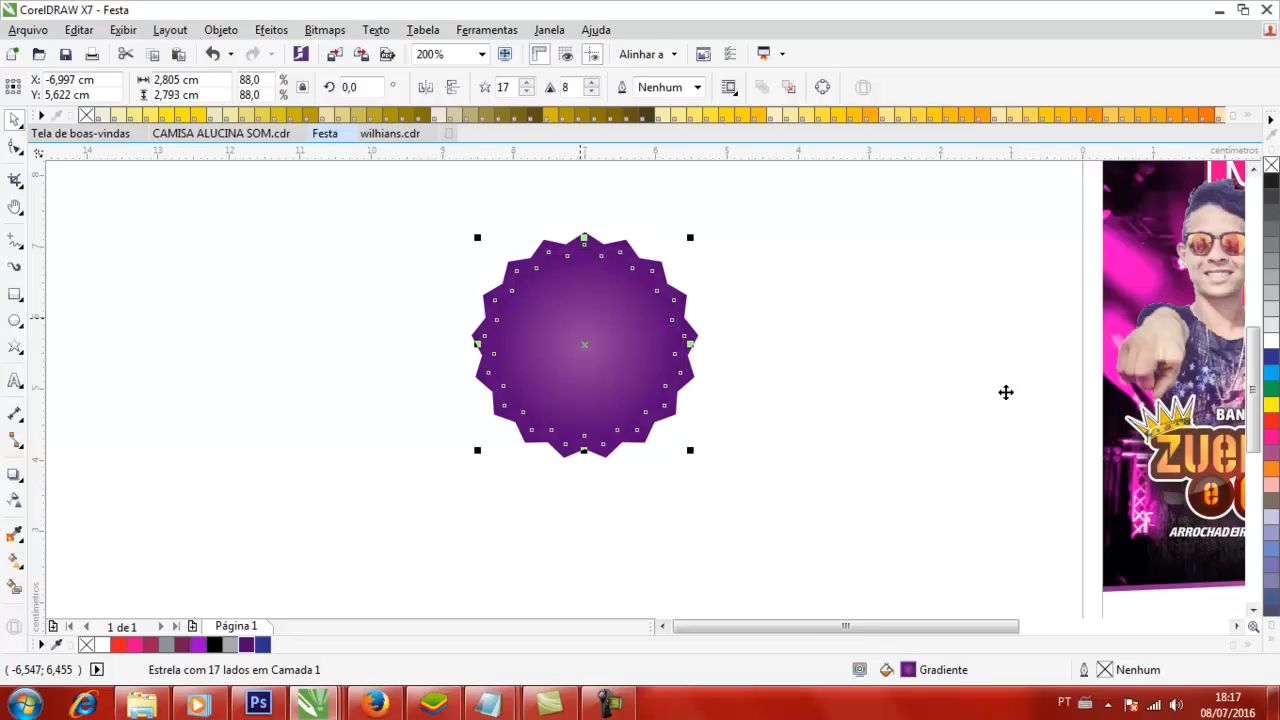 CorelDRAW X7 - Festa
Arquivo Editar Exibir Layout Objeto Efeitos Bitmaps Texto Tabela Ferramentas Janela Ajuda
200% Alinhar a
X: -6,997 cm 2,805 cm 88,0 % 0,0 ° 17 8 Nenhum
Y: 5,622 cm 2,793 cm 88,0 %
Tela de boas-vindas CAMISA ALUCINA SOM.cdr Festa wilhians.cdr
14 13 12 11 10 9 8 7 6 5 4 3 2 1 0 1 centímetros
BAN
ZUE
e
ARROCHADEIR
centímetros
1 de 1 Página 1
( -6,547; 6,455 ) Estrela com 17 lados em Camada 1 Gradiente Nenhum
Ps PT 18:17
08/07/2016